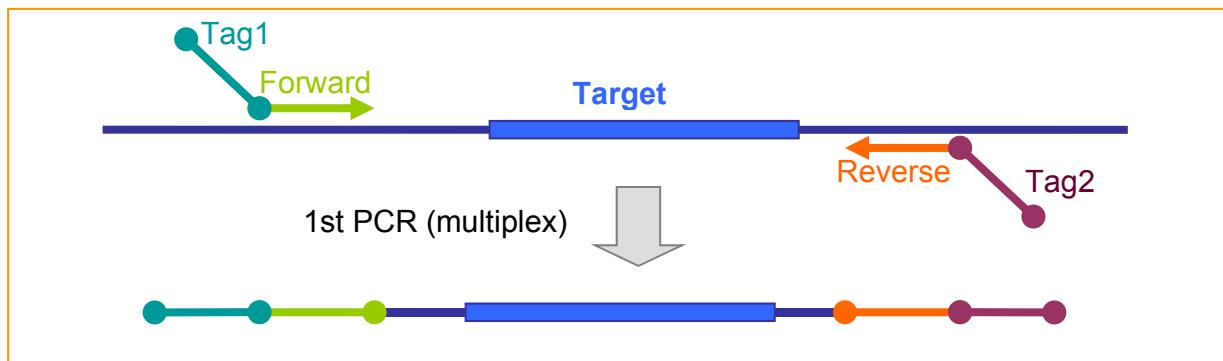 Tag1
Forward
Target
Reverse
Tag2
1st PCR (multiplex)